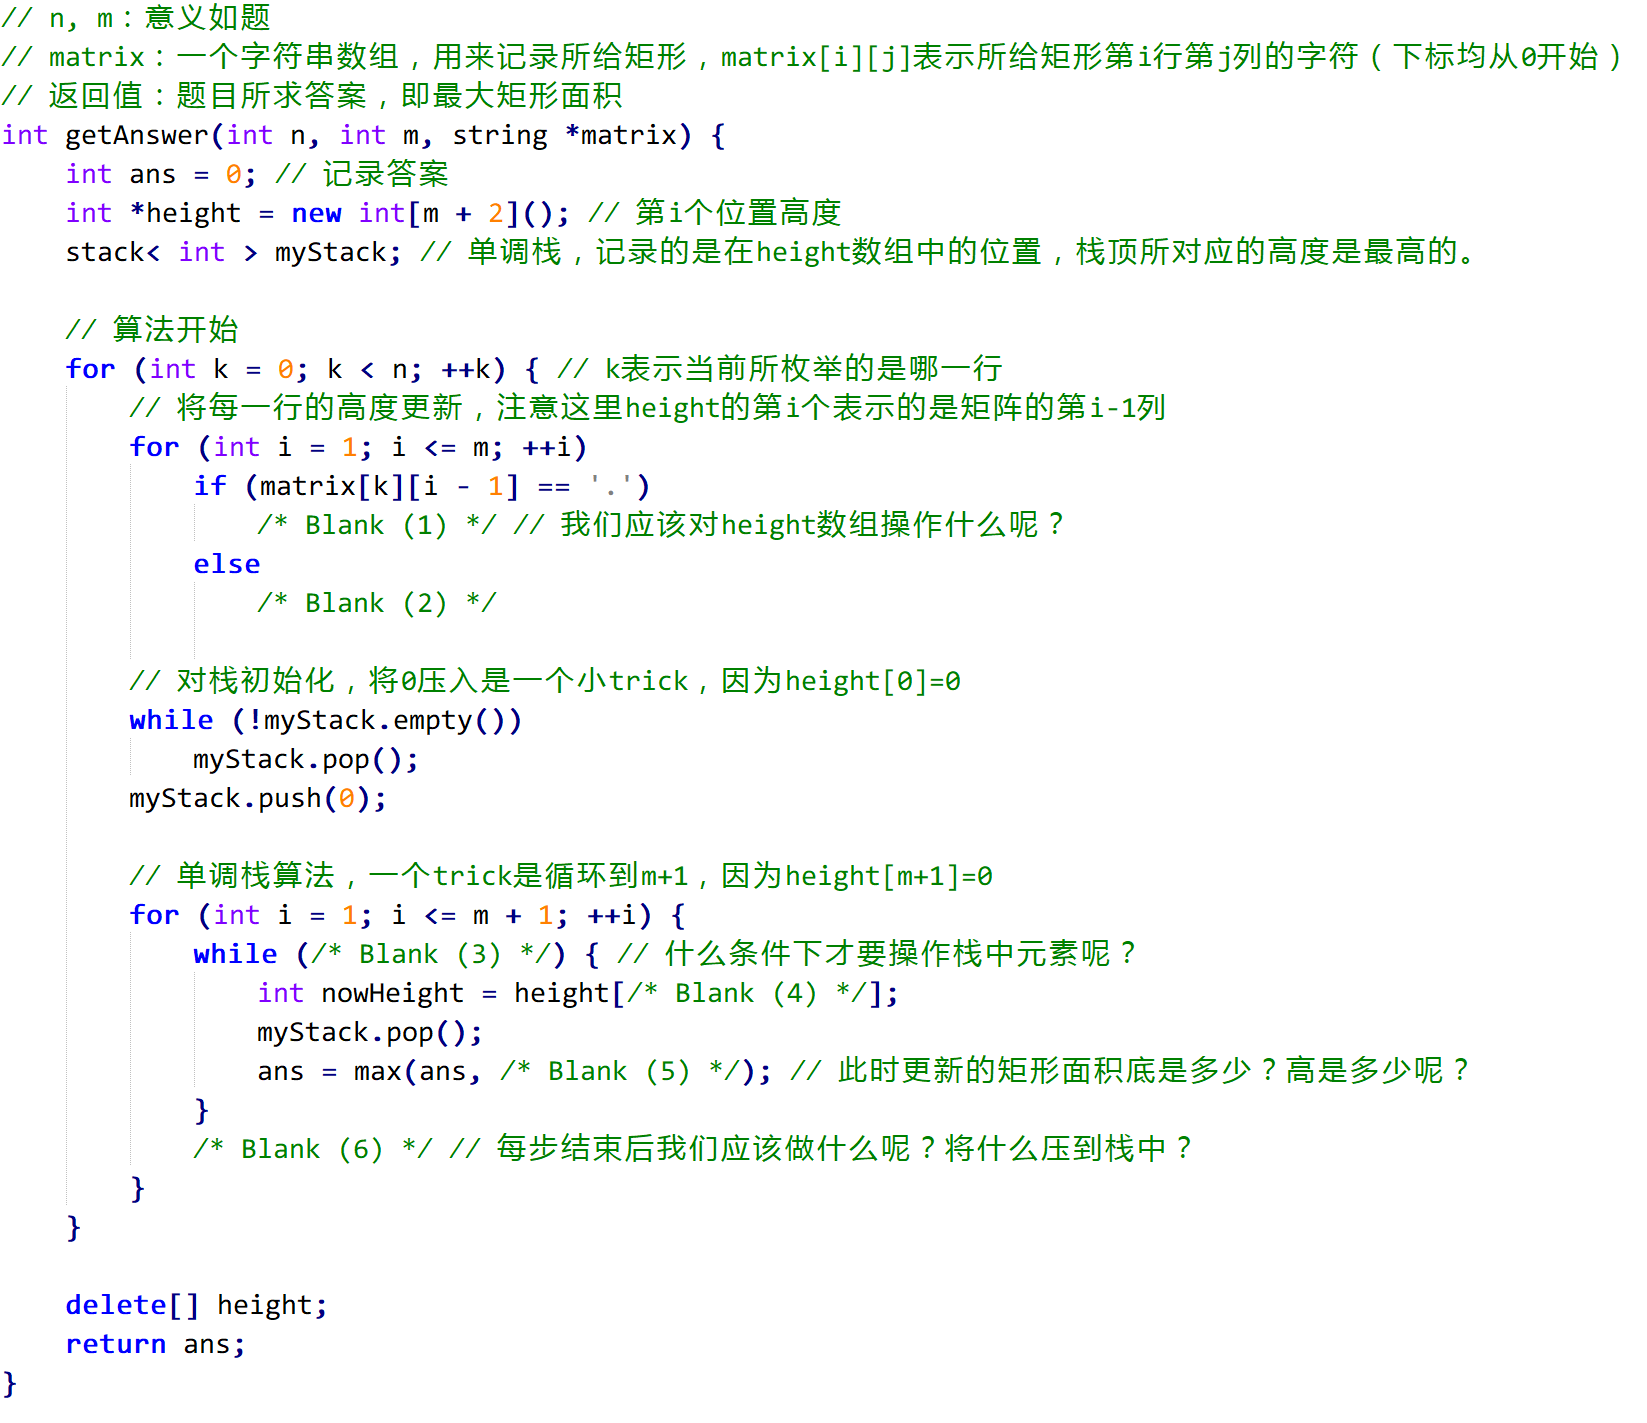 // n, m：意义如题
// matrix：一个字符串数组，用来记录所给矩形，matrix[i][j]表示所给矩形第i行第j列的字符（下标均从0开始）
// 返回值：题目所求答案，即最大矩形面积
int getAnswer(int n, int m, string *matrix) {
    int ans = 0; // 记录答案
    int *height = new int[m + 2](); // 第i个位置高度
    stack< int > myStack; // 单调栈，记录的是在height数组中的位置，栈顶所对应的高度是最高的。
    // 算法开始
    for (int k = 0; k < n; ++k) { // k表示当前所枚举的是哪一行
        // 将每一行的高度更新，注意这里height的第i个表示的是矩阵的第i-1列
        for (int i = 1; i <= m; ++i)
            if (matrix[k][i - 1] == '.')
                /* Blank (1) */ // 我们应该对height数组操作什么呢？
            else
                /* Blank (2) */
        // 对栈初始化，将0压入是一个小trick，因为height[0]=0
        while (!myStack.empty())
            myStack.pop();
        myStack.push(0);
        // 单调栈算法，一个trick是循环到m+1，因为height[m+1]=0
        for (int i = 1; i <= m + 1; ++i) {
            while (/* Blank (3) */) { // 什么条件下才要操作栈中元素呢？
                int nowHeight = height[/* Blank (4) */];
                myStack.pop();
                ans = max(ans, /* Blank (5) */); // 此时更新的矩形面积底是多少？高是多少呢？
            }
            /* Blank (6) */ // 每步结束后我们应该做什么呢？将什么压到栈中？
        }
    }
    delete[] height;
    return ans;
}